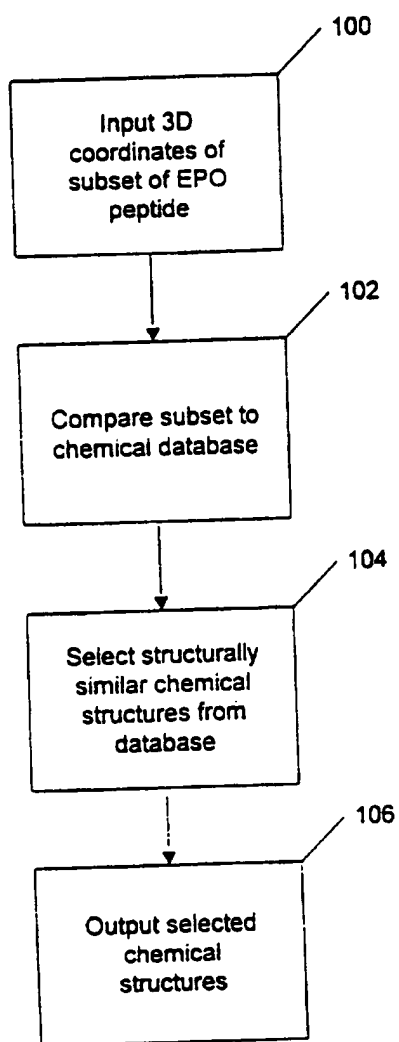 100
Input 3D
coordinates of
subset of EPO
peptide
102
Compare subset to
chemical database
104
Select structurally
similar chemical
structures from
database
106
Output selected
chemical
structures